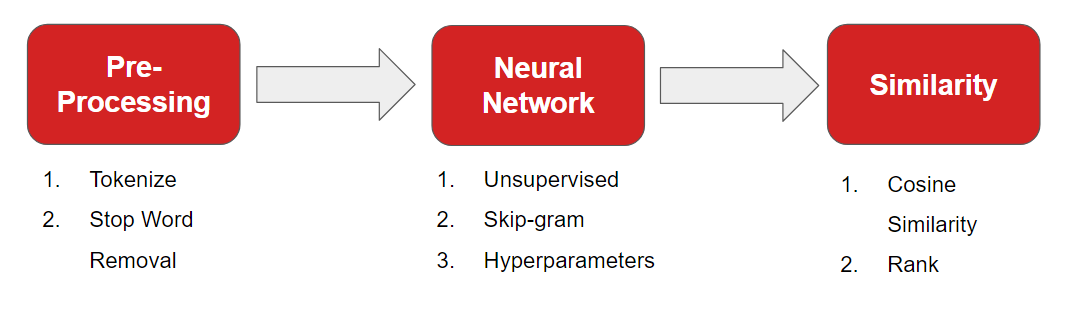 Pre-
Processing
1. Tokenize
2. Stop Word
Removal
Neural
Network
1. Unsupervised
2. Skip-gram
3. Hyperparameters
Similarity
1. Cosine
Similarity
2. Rank